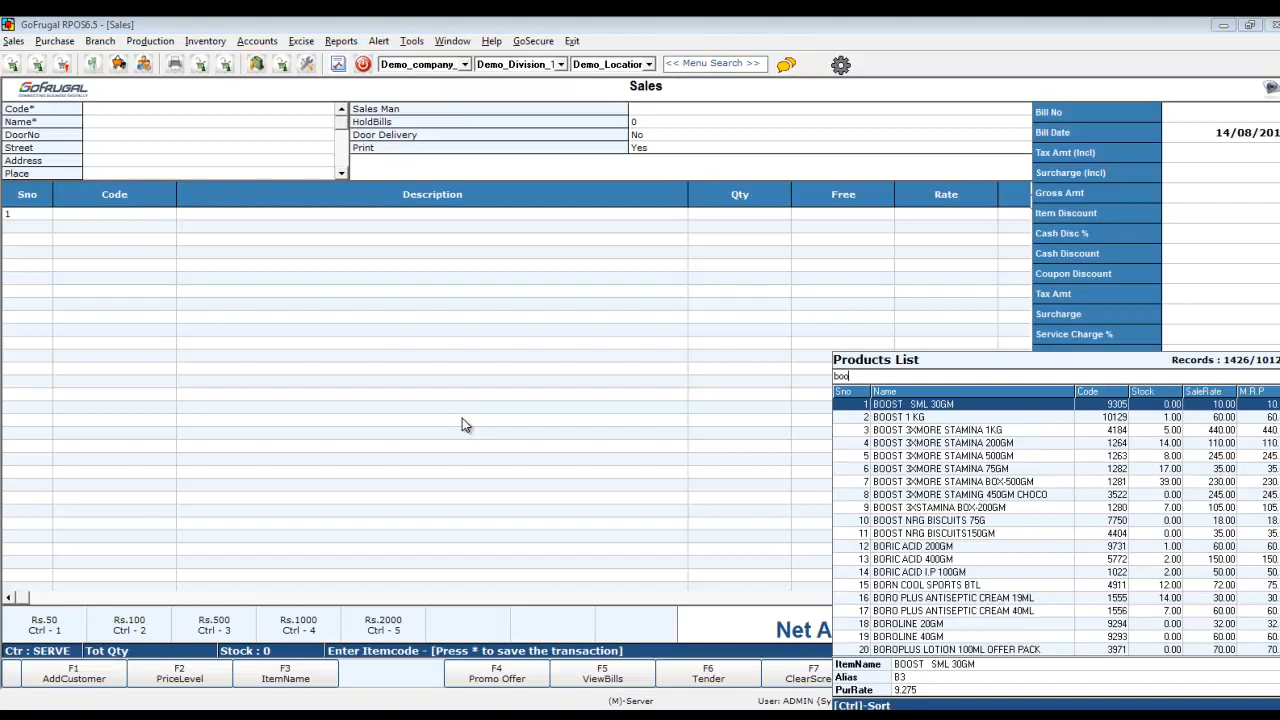 GoFrugal RPOS6.5 - [Sales]
Sales Purchase Branch Production Inventory Accounts Excise Reports Alert Tools Window Help GoSecure Exit
Demo_company_ Demo_Division_1 Demo_Location << Menu Search >>
GOFRUGAL
CONNECTING BUSINESS DIGITALLY
Sales
Code*
Name*
DoorNo
Street
Address
Place
Sales Man
HoldBills 0
Door Delivery No
Print Yes
Bill No
Bill Date 14/08/201
Tax Amt (Incl)
Surcharge (Incl)
Gross Amt
Item Discount
Cash Disc %
Cash Discount
Coupon Discount
Tax Amt
Surcharge
Service Charge %
Sno Code Description Qty Free Rate
1
Products List Records : 1426/1012
boo
Sno Name Code Stock SaleRate M.R.P
1 BOOST SML 30GM 9305 0.00 10.00 10.
2 BOOST 1 KG 10129 1.00 60.00 60.
3 BOOST 3XMORE STAMINA 1KG 4184 5.00 440.00 440.
4 BOOST 3XMORE STAMINA 200GM 1264 14.00 110.00 110.
5 BOOST 3XMORE STAMINA 500GM 1263 8.00 245.00 245.
6 BOOST 3XMORE STAMINA 75GM 1282 17.00 35.00 35.
7 BOOST 3XMORE STAMINA BOX-500GM 1281 39.00 230.00 230.
8 BOOST 3XMORE STAMING 450GM CHOCO 3522 0.00 245.00 245.
9 BOOST 3XSTAMINA BOX-200GM 1280 7.00 105.00 105.
10 BOOST NRG BISCUITS 75G 7750 0.00 18.00 18.
11 BOOST NRG BISCUITS150GM 4404 0.00 35.00 35.
12 BORIC ACID 200GM 9731 1.00 60.00 60.
13 BORIC ACID 400GM 5772 2.00 150.00 150.
14 BORIC ACID I.P 100GM 1022 2.00 50.00 50.
15 BORN COOL SPORTS BTL 4911 12.00 72.00 75.
16 BORO PLUS ANTISEPTIC CREAM 19ML 1555 14.00 30.00 30.
17 BORO PLUS ANTISEPTIC CREAM 40ML 1556 7.00 60.00 60.
18 BOROLINE 20GM 9294 0.00 32.00 32.
19 BOROLINE 40GM 9293 0.00 60.00 60.
20 BOROPLUS LOTION 100ML OFFER PACK 3971 0.00 70.00 70.
ItemName BOOST SML 30GM
Alias B3
PurRate 9.275
[Ctrl]-Sort
Rs.50 Rs.100 Rs.500 Rs.1000 Rs.2000
Ctrl - 1 Ctrl - 2 Ctrl - 3 Ctrl - 4 Ctrl - 5
Net A
Ctr : SERVE Tot Qty Stock : 0 Enter Itemcode - [Press * to save the transaction]
F1 F2 F3 F4 F5 F6 F7
AddCustomer PriceLevel ItemName Promo Offer ViewBills Tender ClearScre
(M)-Server User: ADMIN (Sy